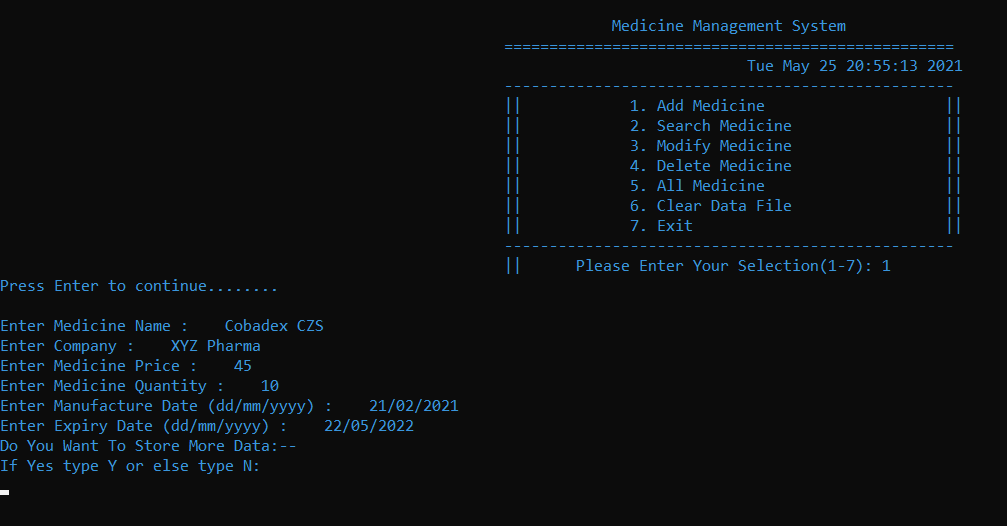 Medicine Management System
==================================================
Tue May 25 20:55:13 2021
--------------------------------------------------
|| 1. Add Medicine ||
|| 2. Search Medicine ||
|| 3. Modify Medicine ||
|| 4. Delete Medicine ||
|| 5. All Medicine ||
|| 6. Clear Data File ||
|| 7. Exit ||
--------------------------------------------------
|| Please Enter Your Selection(1-7): 1
Press Enter to continue........
Enter Medicine Name : Cobadex CZS
Enter Company : XYZ Pharma
Enter Medicine Price : 45
Enter Medicine Quantity : 10
Enter Manufacture Date (dd/mm/yyyy) : 21/02/2021
Enter Expiry Date (dd/mm/yyyy) : 22/05/2022
Do You Want To Store More Data:--
If Yes type Y or else type N: